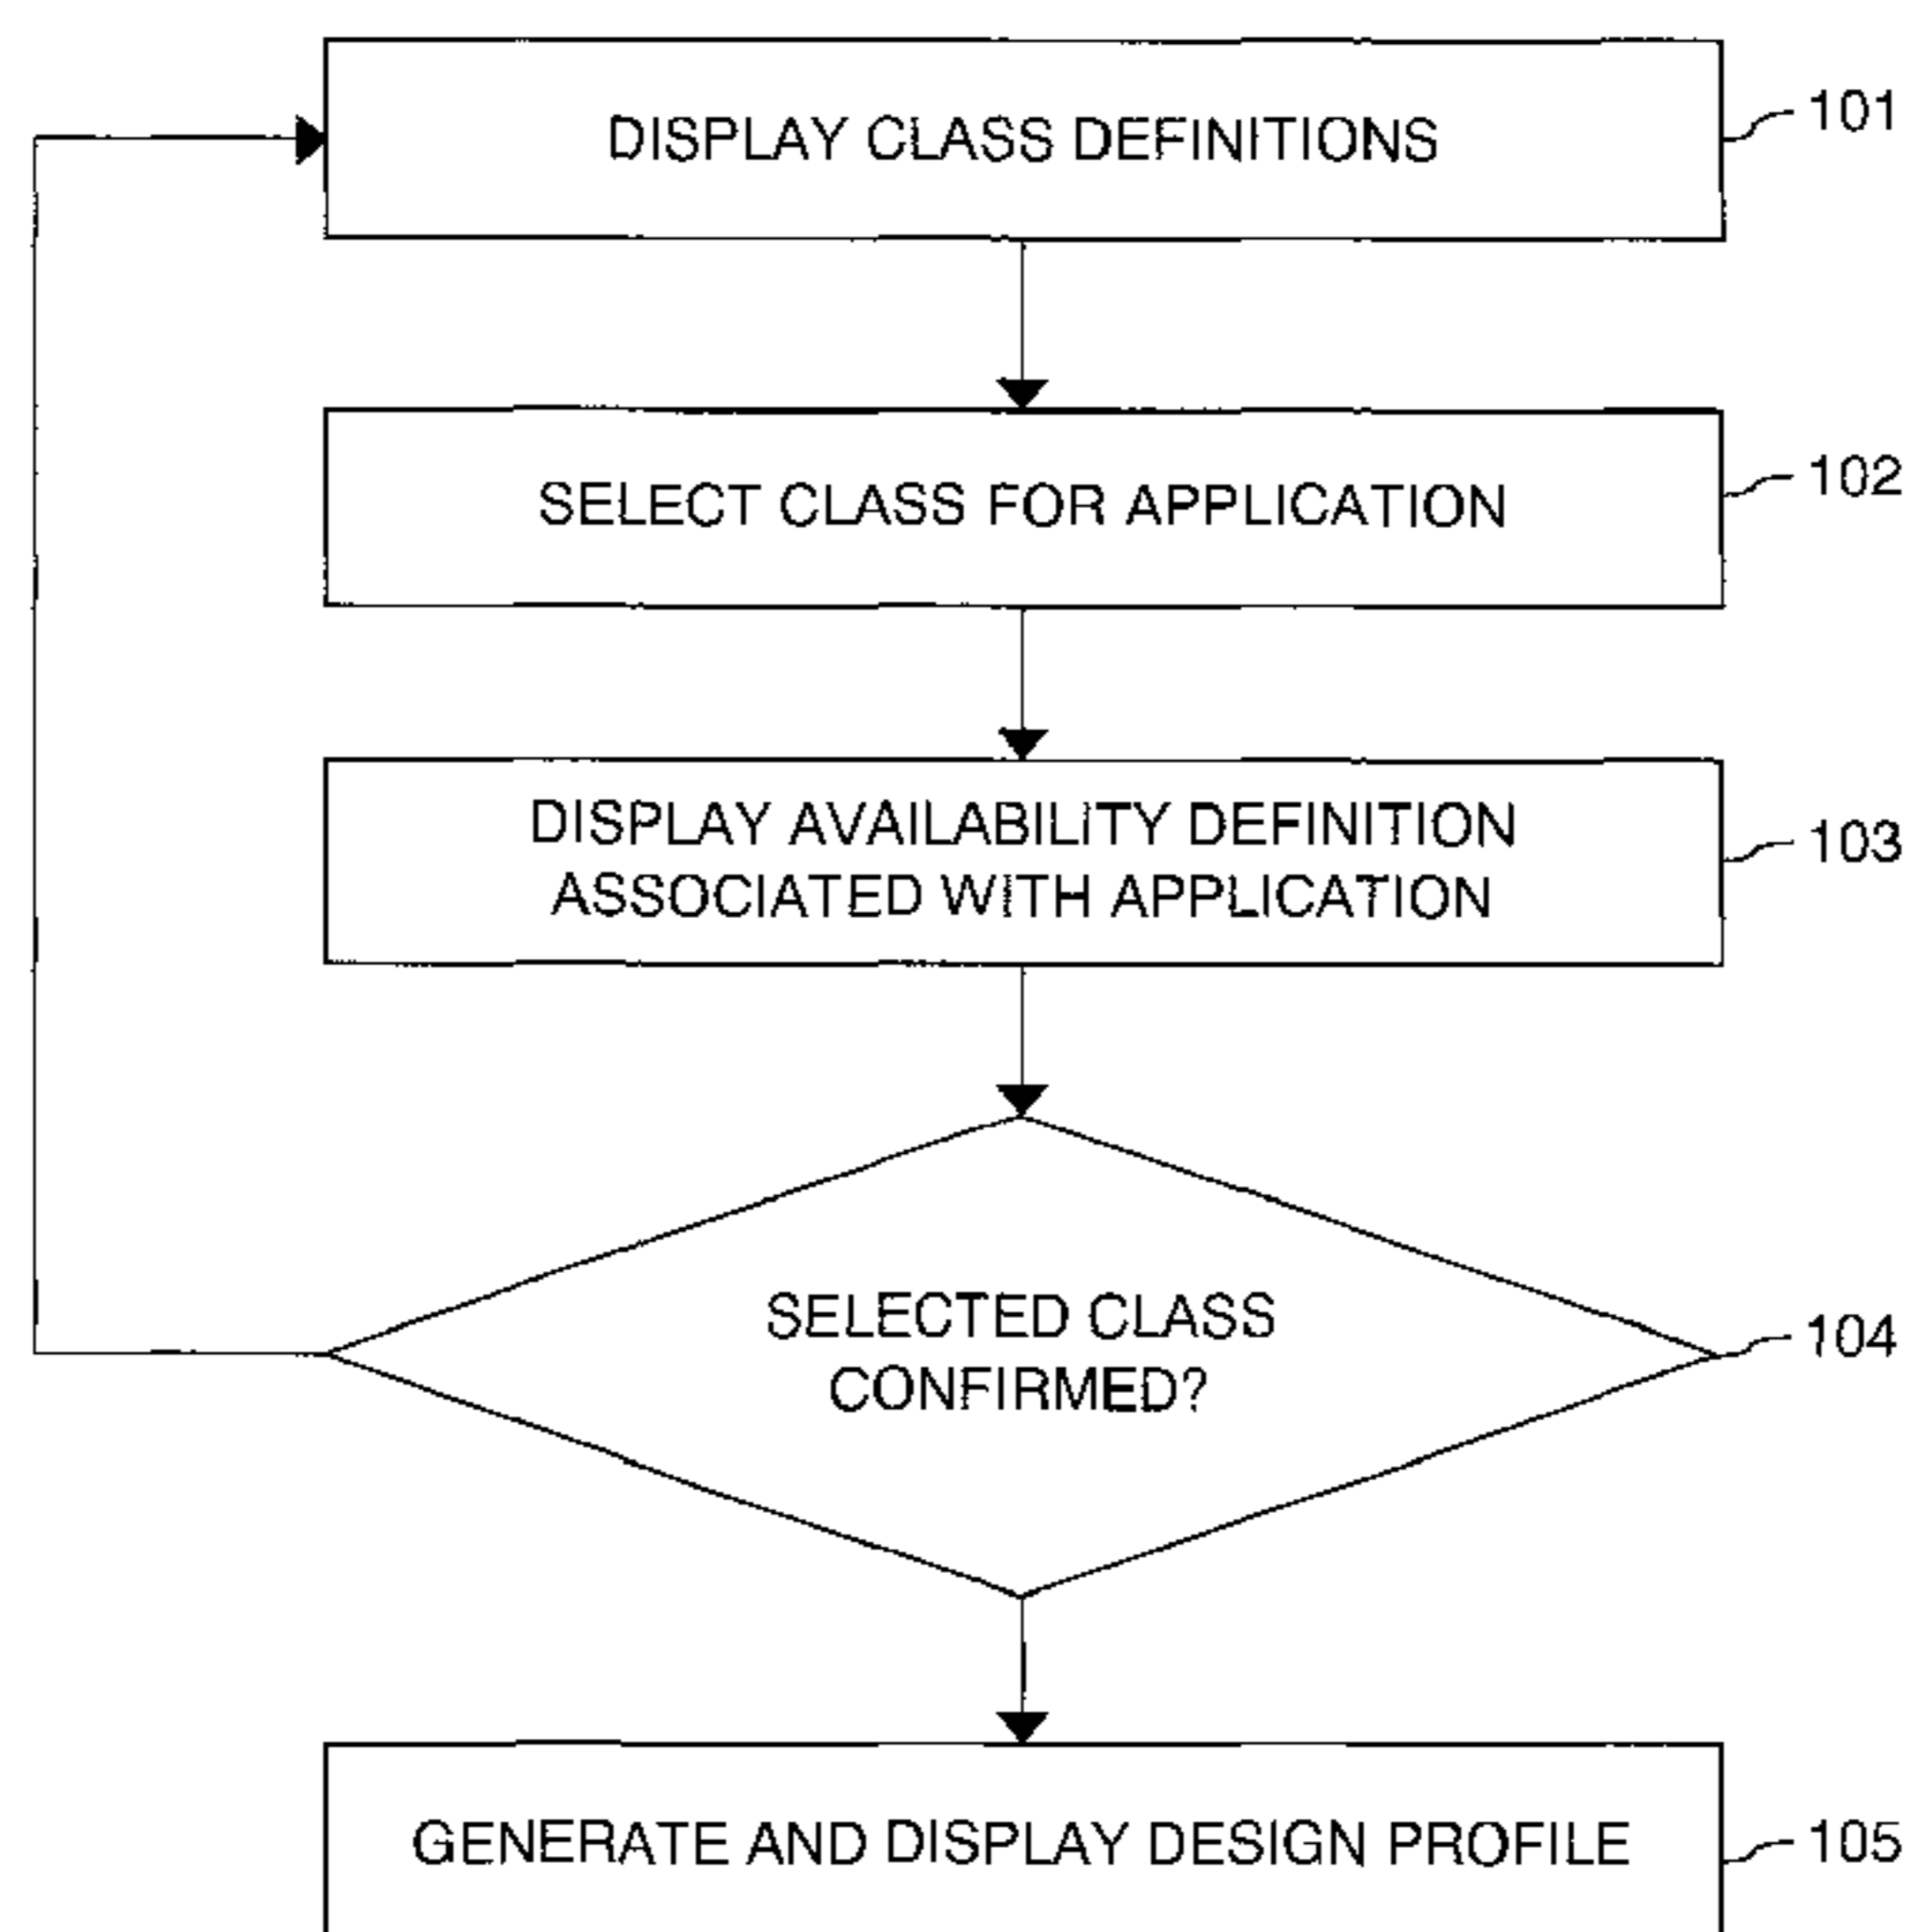 DISPLAY CLASS DEFINITIONS
101
SELECT CLASS FOR APPLICATION
102
DISPLAY AVAILABILITY DEFINITION
ASSOCIATED WITH APPLICATION
103
SELECTED CLASS
CONFIRMED?
104
GENERATE AND DISPLAY DESIGN PROFILE
105